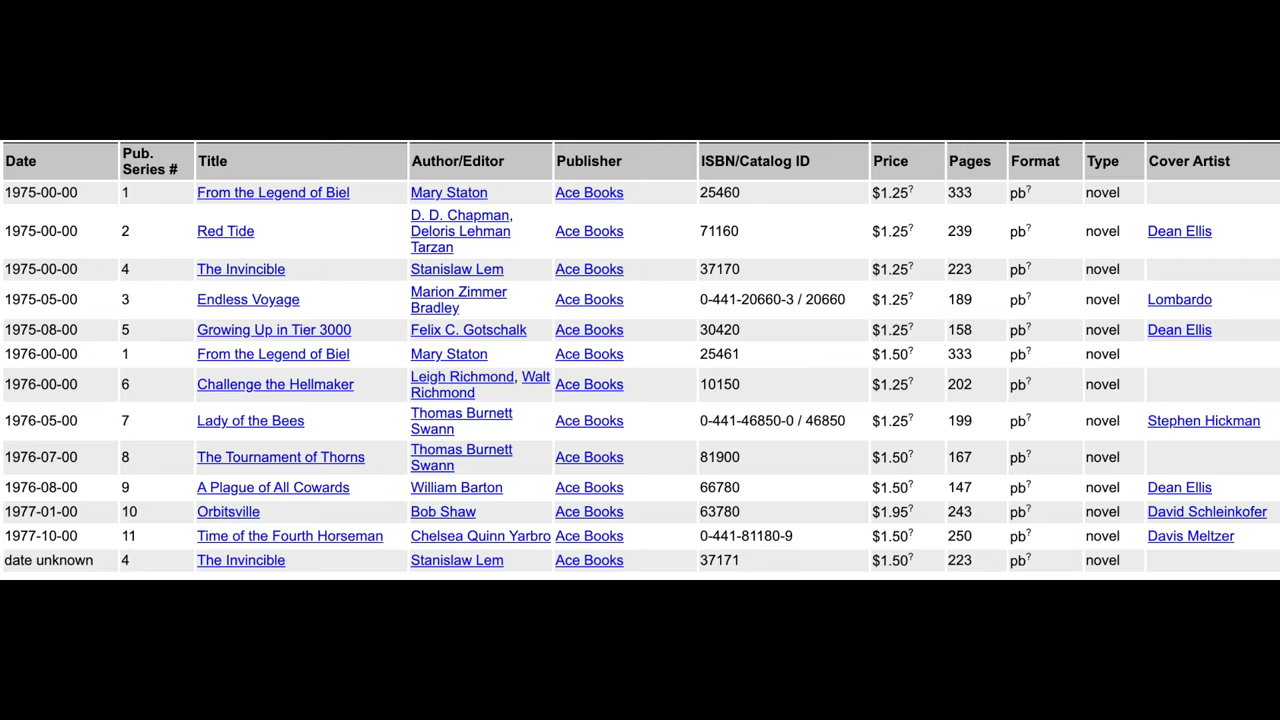 Date Pub. Series # Title Author/Editor Publisher ISBN/Catalog ID Price Pages Format Type Cover Artist
1975-00-00 1 From the Legend of Biel Mary Staton Ace Books 25460 $1.25? 333 pb? novel
1975-00-00 2 Red Tide D. D. Chapman, Deloris Lehman Tarzan Ace Books 71160 $1.25? 239 pb? novel Dean Ellis
1975-00-00 4 The Invincible Stanislaw Lem Ace Books 37170 $1.25? 223 pb? novel
1975-05-00 3 Endless Voyage Marion Zimmer Bradley Ace Books 0-441-20660-3 / 20660 $1.25? 189 pb? novel Lombardo
1975-08-00 5 Growing Up in Tier 3000 Felix C. Gotschalk Ace Books 30420 $1.25? 158 pb? novel Dean Ellis
1976-00-00 1 From the Legend of Biel Mary Staton Ace Books 25461 $1.50? 333 pb? novel
1976-00-00 6 Challenge the Hellmaker Leigh Richmond, Walt Richmond Ace Books 10150 $1.25? 202 pb? novel
1976-05-00 7 Lady of the Bees Thomas Burnett Swann Ace Books 0-441-46850-0 / 46850 $1.25? 199 pb? novel Stephen Hickman
1976-07-00 8 The Tournament of Thorns Thomas Burnett Swann Ace Books 81900 $1.50? 167 pb? novel
1976-08-00 9 A Plague of All Cowards William Barton Ace Books 66780 $1.50? 147 pb? novel Dean Ellis
1977-01-00 10 Orbitsville Bob Shaw Ace Books 63780 $1.95? 243 pb? novel David Schleinkofer
1977-10-00 11 Time of the Fourth Horseman Chelsea Quinn Yarbro Ace Books 0-441-81180-9 $1.50? 250 pb? novel Davis Meltzer
date unknown 4 The Invincible Stanislaw Lem Ace Books 37171 $1.50? 223 pb? novel